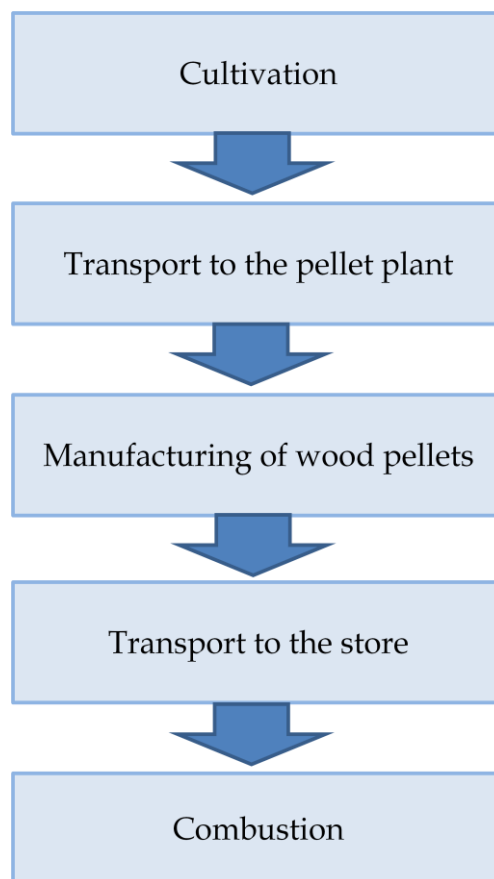 Cultivation
Transport to the pellet plant
Manufacturing of wood pellets
Transport to the store
Combustion